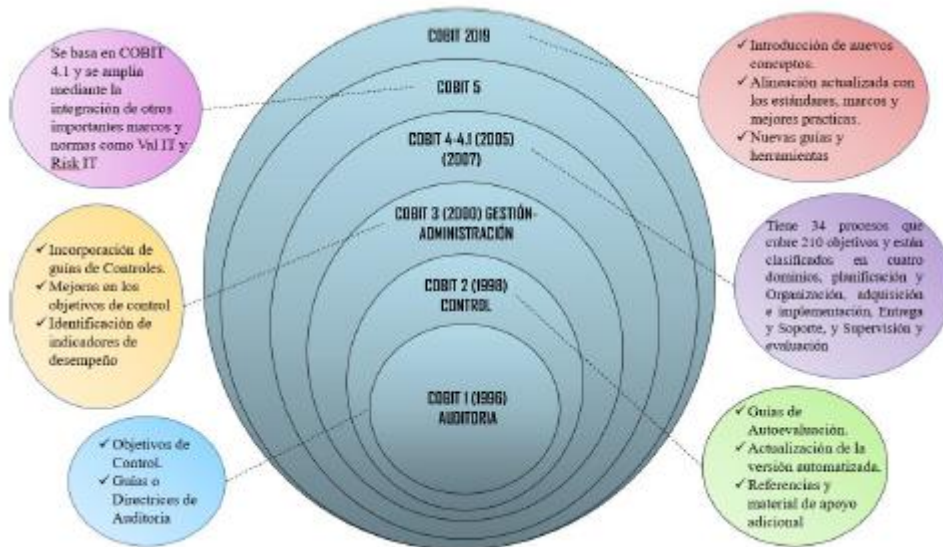 COBIT 2019
COBIT 5
COBIT 4-4.1 (2005)
(2007)
COBIT 3 (2000) GESTIÓN-
ADMINISTRACIÓN
COBIT 2 (1998)
CONTROL
COBIT 1 (1996)
AUDITORIA
Se basa en COBIT
4.1 y se amplia
mediante la
integración de otros
importantes marcos y
normas como Val IT y
Risk IT
✓ Incorporación de
guías de Controles.
✓ Mejoras en los
objetivos de control
✓ Identificación de
indicadores de
desempeño
✓ Objetivos de
Control.
✓ Guías o
Directrices de
Auditoria
✓ Introducción de nuevos
conceptos.
✓ Alineación actualizada con
los estándares, marcos y
mejores practicas.
✓ Nuevas guías y
herramientas
Tiene 34 procesos que
cubre 210 objetivos y están
clasificados en cuatro
dominios, planificación y
Organización, adquisición
e implementación, Entrega
y Soporte, y Supervisión y
evaluación
✓ Guías de
Autoevaluación.
✓ Actualización de la
versión automatizada.
✓ Referencias y
material de apoyo
adicional